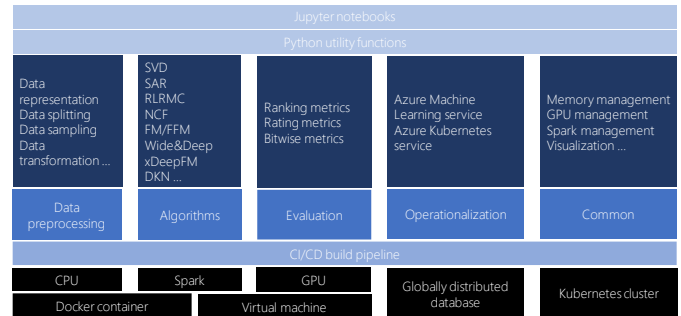 Jupyter notebooks
Python utility functions
Data
representation
Data splitting
Data sampling
Data
transformation ...
SVD
SAR
RLRMC
NCF
FM/FFM
Wide&Deep
xDeepFM
DKN ...
Ranking metrics
Rating metrics
Bitwise metrics
Azure Machine
Learning service
Azure Kubernetes
service
Memory management
GPU management
Spark management
Visualization ...
Data
preprocessing
Algorithms
Evaluation
Operationalization
Common
CI/CD build pipeline
CPU
Spark
GPU
Docker container
Virtual machine
Globally distributed
database
Kubernetes cluster